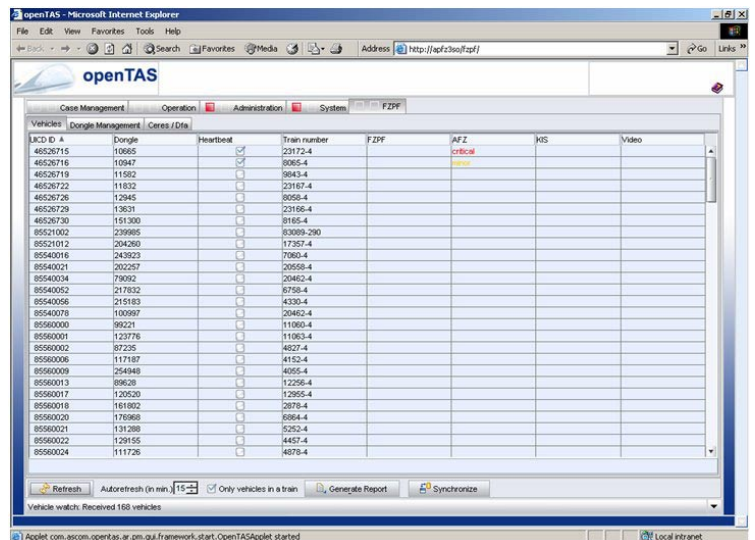 openTAS - Microsoft Internet Explorer
File Edit View Favorites Tools Help
Back Search Favorites Media Address http://apfz3so/fzpf/ Go Links »
openTAS
Case Management Operation Administration System FZPF
Vehicles Dongle Management Ceres / Dfa
UICD ID Dongle Heartbeat Train number FZPF AFZ KIS Video
46526715 10665 23172-4 critical
46526716 10947 8065-4 minor
46526719 11582 9843-4
46526722 11832 23167-4
46526726 12945 8058-4
46526729 13631 23166-4
46526730 151300 8165-4
85521002 239985 83089-290
85521012 204260 17357-4
85540016 243923 7060-4
85540021 202257 20558-4
85540034 79092 20462-4
85540052 217832 6758-4
85540056 215183 4330-4
85540078 100997 20462-4
85560000 99221 11060-4
85560001 123776 11063-4
85560002 87235 4827-4
85560006 117187 4152-4
85560009 254948 4055-4
85560013 89628 12256-4
85560017 120520 12955-4
85560018 161802 2878-4
85560020 176968 6864-4
85560021 131288 5252-4
85560022 129155 4457-4
85560024 111726 4878-4
Refresh Autorefresh (in min.) 15 Only vehicles in a train Generate Report Synchronize
Vehicle watch: Received 168 vehicles
Applet com.ascom.opentas.ar.pm.gui.framework.start.OpenTASApplet started Local intranet